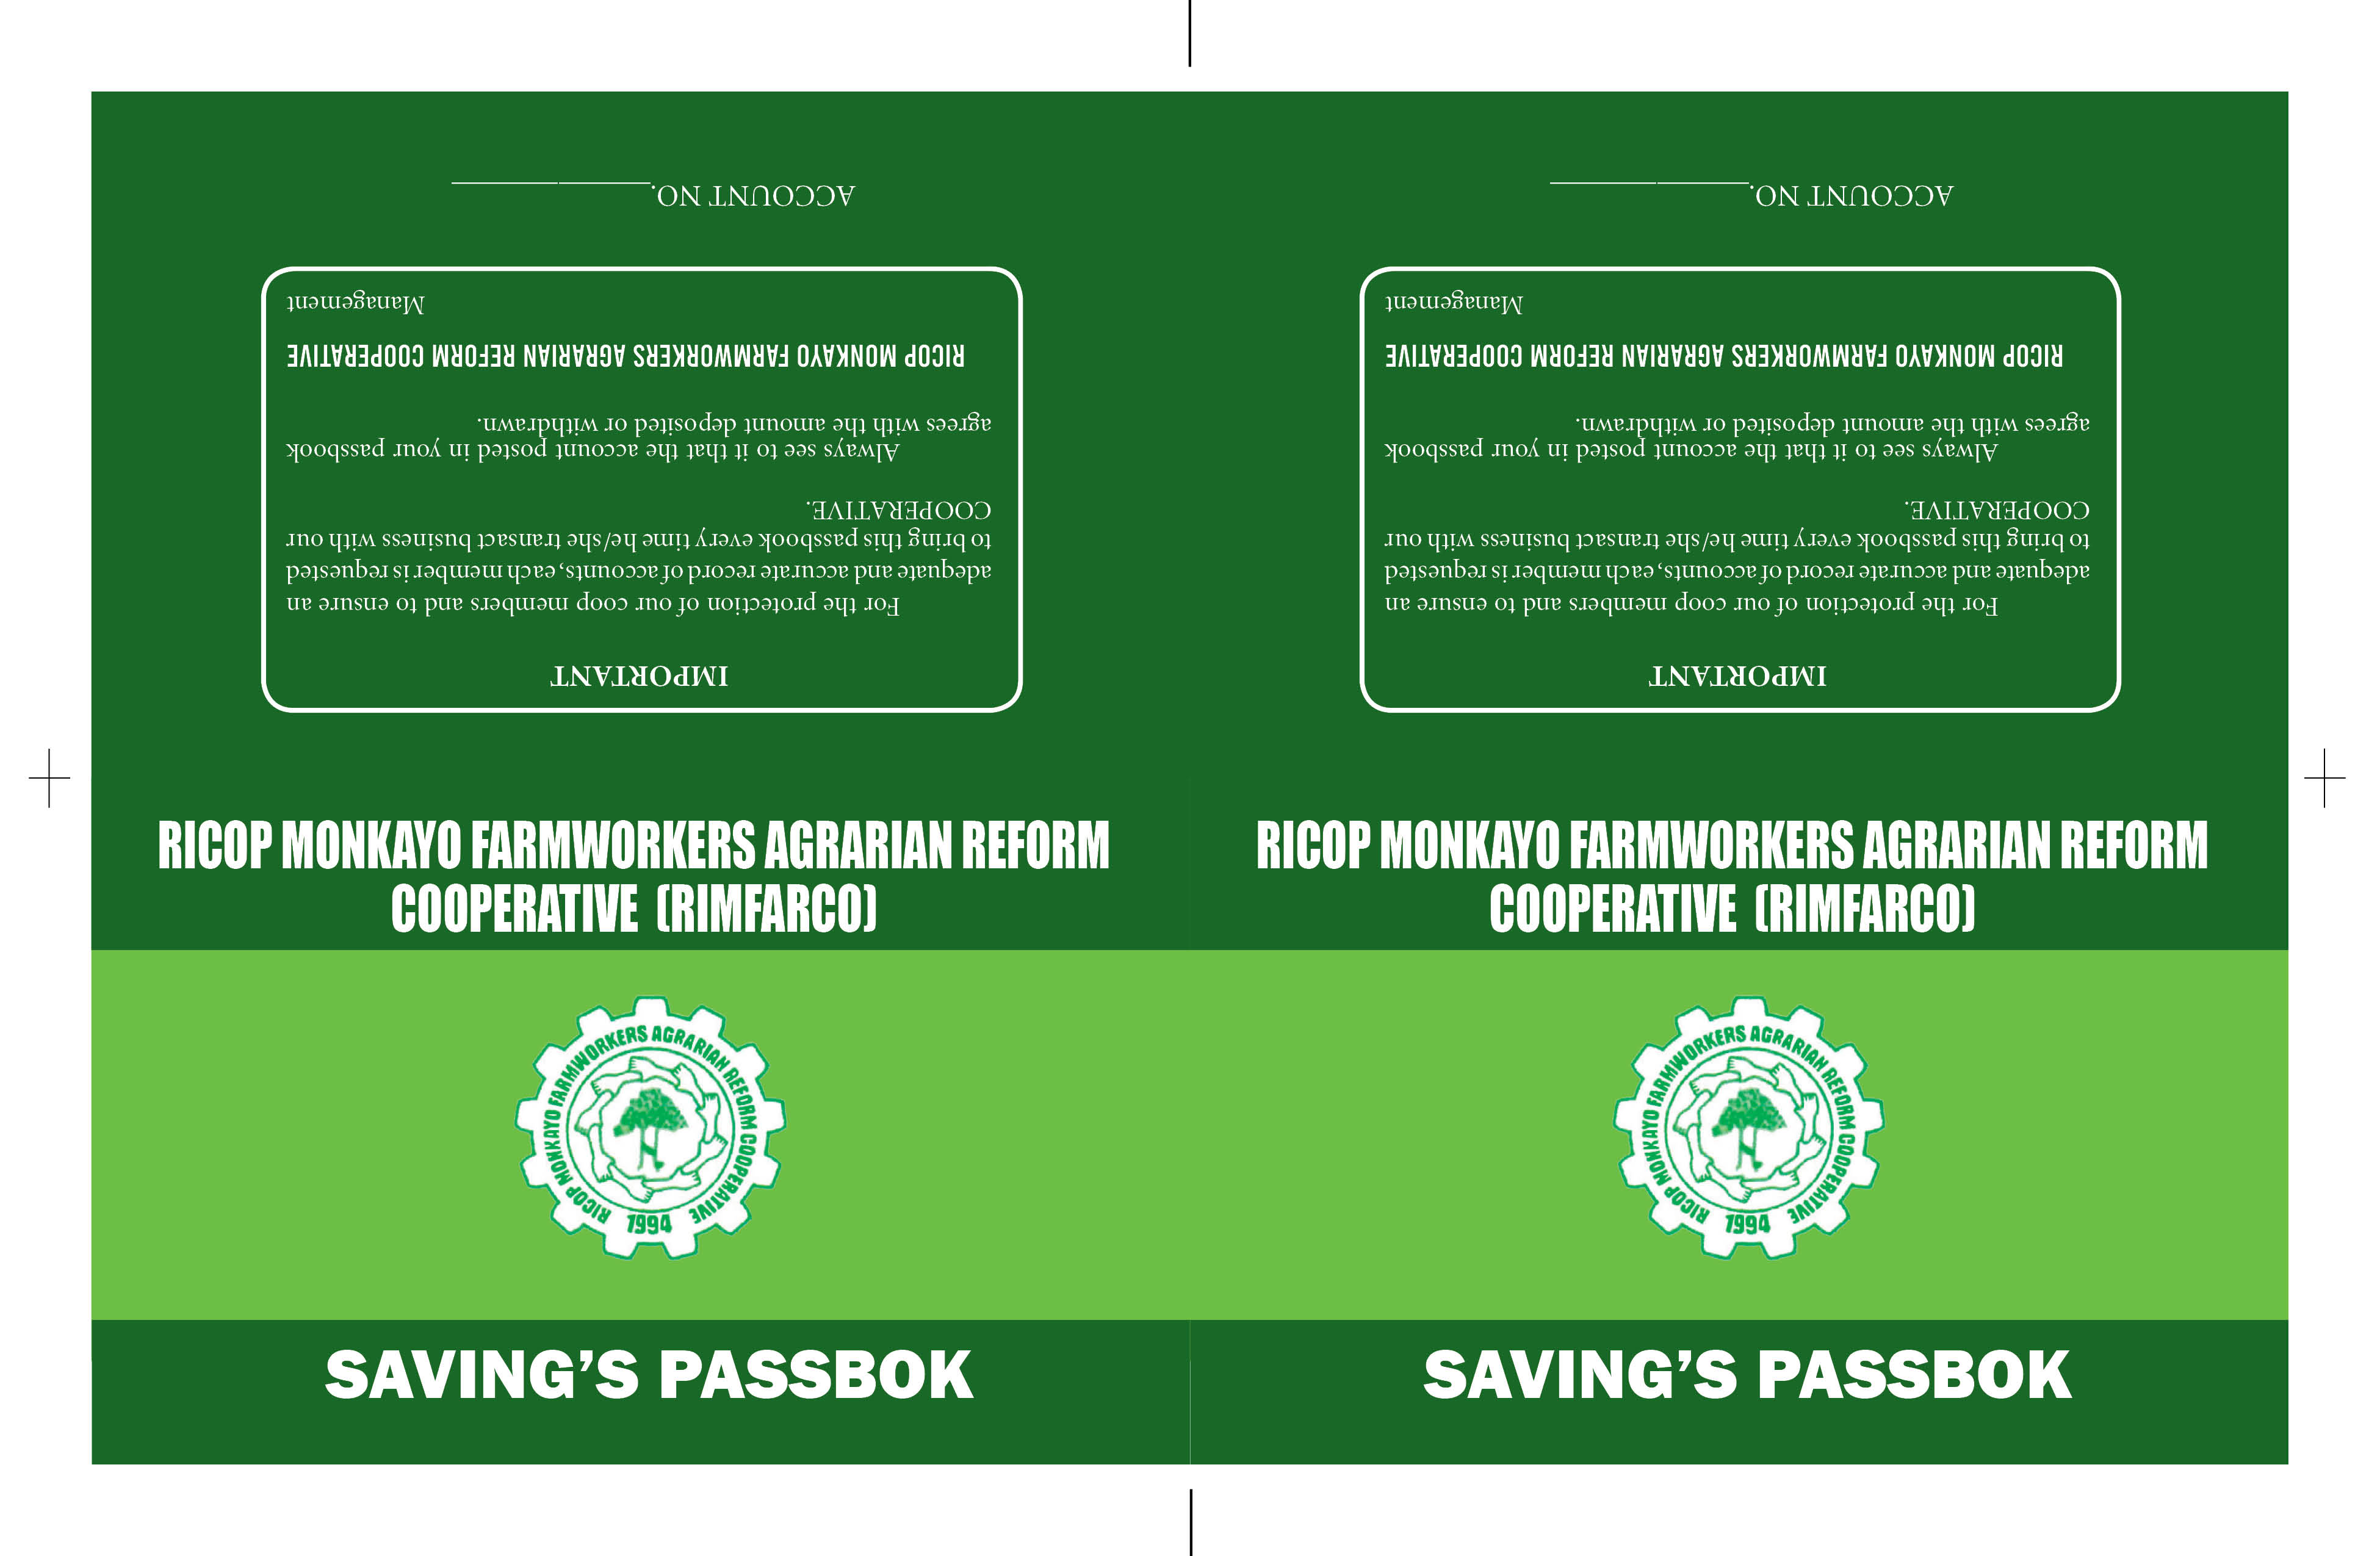 ACCOUNT NO.________________
IMPORTANT
For the protection of our coop members and to ensure an
adequate and accurate record of accounts, each member is requested
to bring this passbook every time he/she transact business with our
COOPERATIVE.
Always see to it that the account posted in your passbook
agrees with the amount deposited or withdrawn.
RICOP MONKAYO FARMWORKERS AGRARIAN REFORM COOPERATIVE
Management
ACCOUNT NO.________________
IMPORTANT
For the protection of our coop members and to ensure an
adequate and accurate record of accounts, each member is requested
to bring this passbook every time he/she transact business with our
COOPERATIVE.
Always see to it that the account posted in your passbook
agrees with the amount deposited or withdrawn.
RICOP MONKAYO FARMWORKERS AGRARIAN REFORM COOPERATIVE
Management
RICOP MONKAYO FARMWORKERS AGRARIAN REFORM
COOPERATIVE (RIMFARCO)
RICOP MONKAYO FARMWORKERS AGRARIAN REFORM COOPERATIVE
1994
SAVING’S PASSBOK
RICOP MONKAYO FARMWORKERS AGRARIAN REFORM
COOPERATIVE (RIMFARCO)
RICOP MONKAYO FARMWORKERS AGRARIAN REFORM COOPERATIVE
1994
SAVING’S PASSBOK